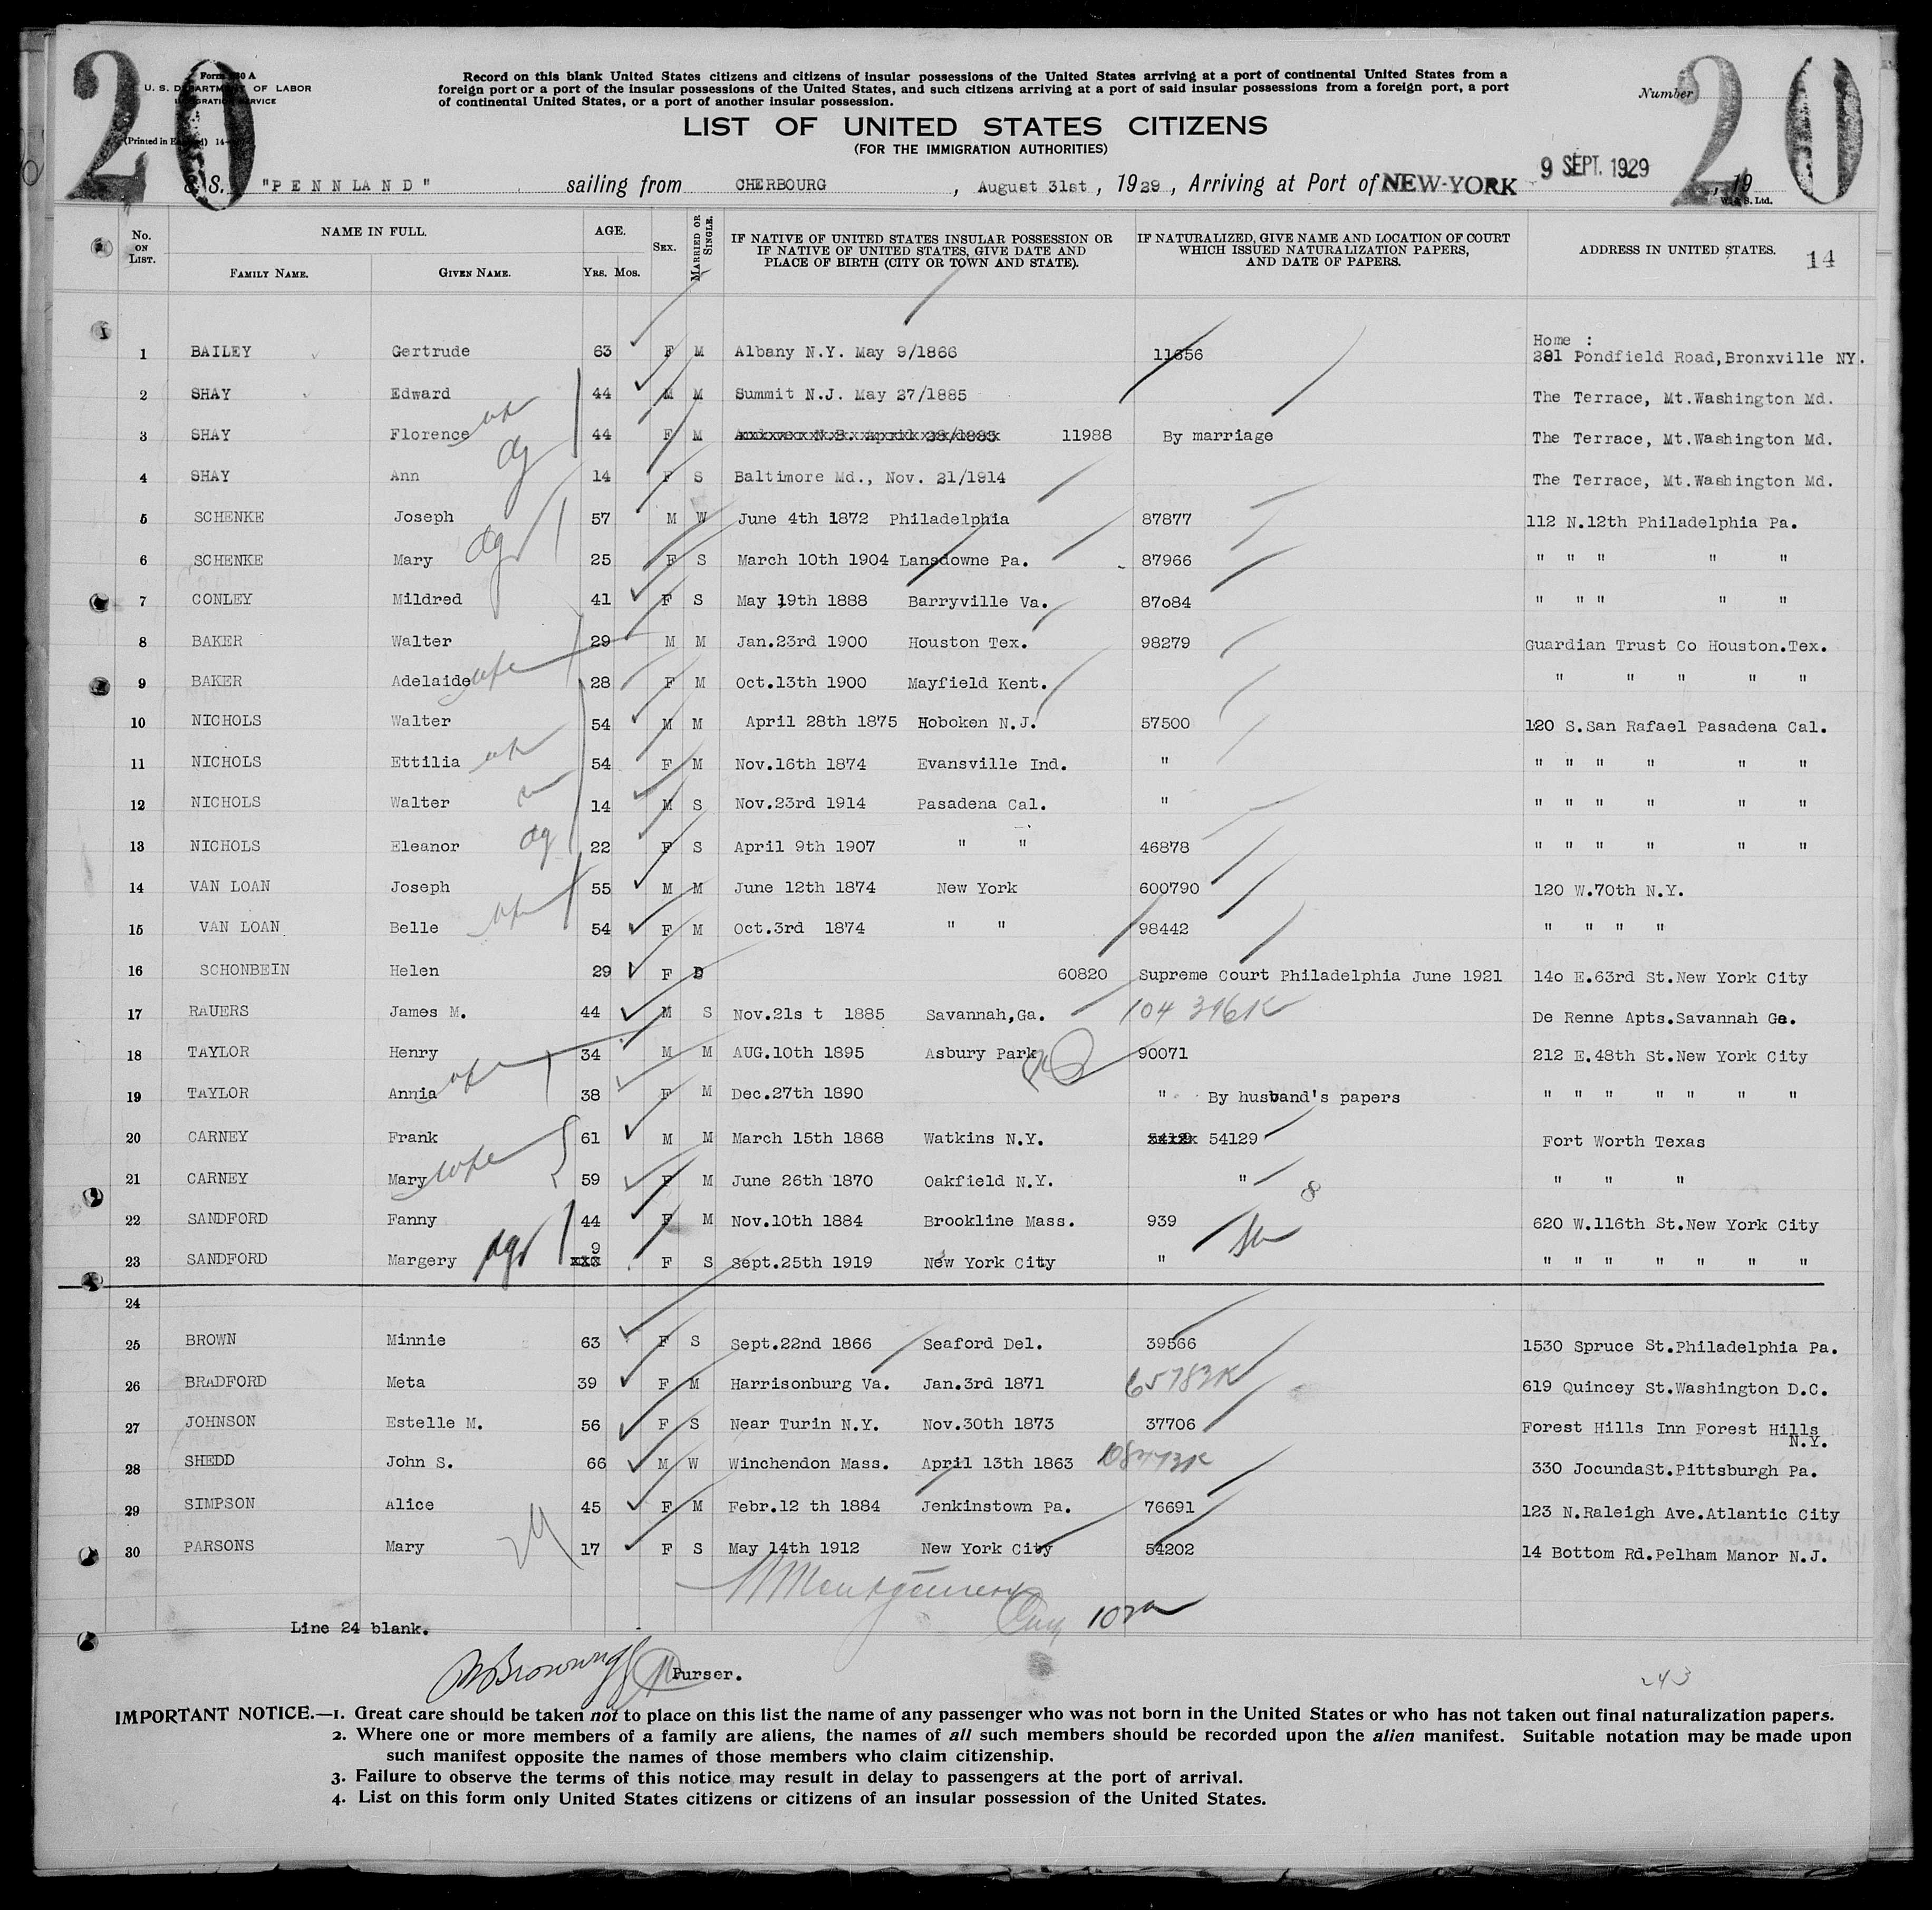 20
Form 630 A
U. S. DEPARTMENT OF LABOR
IMMIGRATION SERVICE
(Printed in England) 14-
Record on this blank United States citizens and citizens of insular possessions of the United States arriving at a port of continental United States from a
foreign port or a port of the insular possessions of the United States, and such citizens arriving at a port of said insular possessions from a foreign port, a port
of continental United States, or a port of another insular possession.
Number
20
LIST OF UNITED STATES CITIZENS
(FOR THE IMMIGRATION AUTHORITIES)
S. S. "PENNLAND" sailing from CHERBOURG, August 31st, 1929, Arriving at Port of NEW-YORK 9 SEPT. 1929, 19
W. & S. Ltd.
No. ON LIST. NAME IN FULL. FAMILY NAME. GIVEN NAME. AGE. YRS. MOS. SEX. MARRIED OR SINGLE. IF NATIVE OF UNITED STATES INSULAR POSSESSION OR IF NATIVE OF UNITED STATES, GIVE DATE AND PLACE OF BIRTH (CITY OR TOWN AND STATE). IF NATURALIZED, GIVE NAME AND LOCATION OF COURT WHICH ISSUED NATURALIZATION PAPERS, AND DATE OF PAPERS. ADDRESS IN UNITED STATES. 14
Home :
1 BAILEY Gertrude 63 F M Albany N.Y. May 9/1866 11656 281 Pondfield Road,Bronxville NY.
2 SHAY Edward 44 M M Summit N.J. May 27/1885 The Terrace, Mt.Washington Md.
3 SHAY Florence 44 F M 11988 By marriage The Terrace, Mt.Washington Md.
4 SHAY Ann 14 F S Baltimore Md., Nov. 21/1914 The Terrace, Mt.Washington Md.
5 SCHENKE Joseph 57 M W June 4th 1872 Philadelphia 87877 112 N.12th Philadelphia Pa.
6 SCHENKE Mary 25 F S March 10th 1904 Lansdowne Pa. 87966 " " " " "
7 CONLEY Mildred 41 F S May 19th 1888 Barryville Va. 87o84 " " " " "
8 BAKER Walter 29 M M Jan.23rd 1900 Houston Tex. 98279 Guardian Trust Co Houston.Tex.
9 BAKER Adelaide 28 F M Oct.13th 1900 Mayfield Kent. " " " " "
10 NICHOLS Walter 54 M M April 28th 1875 Hoboken N.J. 57500 120 S.San Rafael Pasadena Cal.
11 NICHOLS Ettilia 54 F M Nov.16th 1874 Evansville Ind. " " " " " " "
12 NICHOLS Walter 14 M S Nov.23rd 1914 Pasadena Cal. " " " " " " "
13 NICHOLS Eleanor 22 F S April 9th 1907 " " 46878 " " " " " "
14 VAN LOAN Joseph 55 M M June 12th 1874 New York 600790 120 W.70th N.Y.
15 VAN LOAN Belle 54 F M Oct.3rd 1874 " " 98442 " " " "
16 SCHONBEIN Helen 29 F D 60820 Supreme Court Philadelphia June 1921 14o E.63rd St.New York City
17 RAUERS James M. 44 M S Nov.21s t 1885 Savannah,Ga. 104 396K De Renne Apts.Savannah Ga.
18 TAYLOR Henry 34 M M AUG.10th 1895 Asbury Park 90071 212 E.48th St.New York City
19 TAYLOR Annia 38 F M Dec.27th 1890 " By husband's papers " " " " " " "
20 CARNEY Frank 61 M M March 15th 1868 Watkins N.Y. 54129 Fort Worth Texas
21 CARNEY Mary wife 59 F M June 26th 1870 Oakfield N.Y. " " " "
22 SANDFORD Fanny 44 F M Nov.10th 1884 Brookline Mass. 939 620 W.116th St.New York City
23 SANDFORD Margery 9 F S Sept.25th 1919 New York City " " " " " " " "
24
25 BROWN Minnie 63 F S Sept.22nd 1866 Seaford Del. 39566 1530 Spruce St.Philadelphia Pa.
26 BRADFORD Meta 39 F M Harrisonburg Va. Jan.3rd 1871 65783K 619 Quincey St.Washington D.C.
27 JOHNSON Estelle M. 56 F S Near Turin N.Y. Nov.30th 1873 37706 Forest Hills Inn Forest Hills
N.Y.
28 SHEDD John S. 66 M W Winchendon Mass. April 13th 1863 330 JocundaSt.Pittsburgh Pa.
29 SIMPSON Alice 45 F M Febr.12 th 1884 Jenkinstown Pa. 76691 123 N.Raleigh Ave.Atlantic City
30 PARSONS Mary 17 F S May 14th 1912 New York City 54202 14 Bottom Rd.Pelham Manor N.J.
Montgomery
Line 24 blank.
Purser.
243
IMPORTANT NOTICE.—1. Great care should be taken not to place on this list the name of any passenger who was not born in the United States or who has not taken out final naturalization papers.
2. Where one or more members of a family are aliens, the names of all such members should be recorded upon the alien manifest. Suitable notation may be made upon
such manifest opposite the names of those members who claim citizenship.
3. Failure to observe the terms of this notice may result in delay to passengers at the port of arrival.
4. List on this form only United States citizens or citizens of an insular possession of the United States.